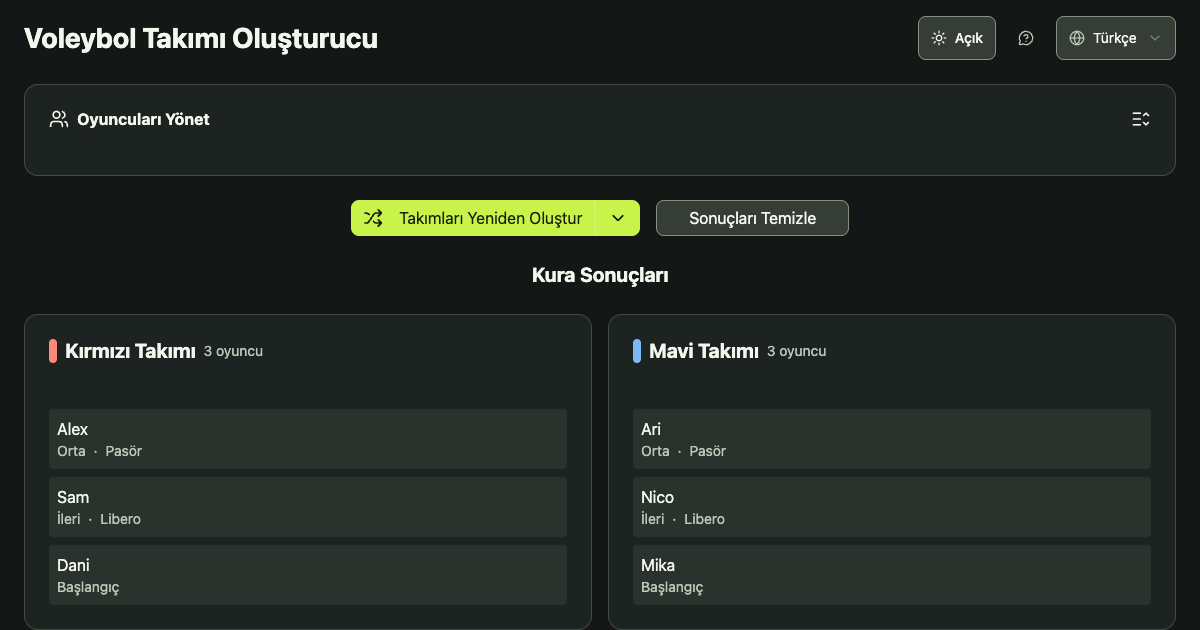 Voleybol Takımı Oluşturucu
Açık
Türkçe
Oyuncuları Yönet
Takımları Yeniden Oluştur
Sonuçları Temizle
Kura Sonuçları
Kırmızı Takımı 3 oyuncu
Alex
Orta · Pasör
Sam
İleri · Libero
Dani
Başlangıç
Mavi Takımı 3 oyuncu
Ari
Orta · Pasör
Nico
İleri · Libero
Mika
Başlangıç